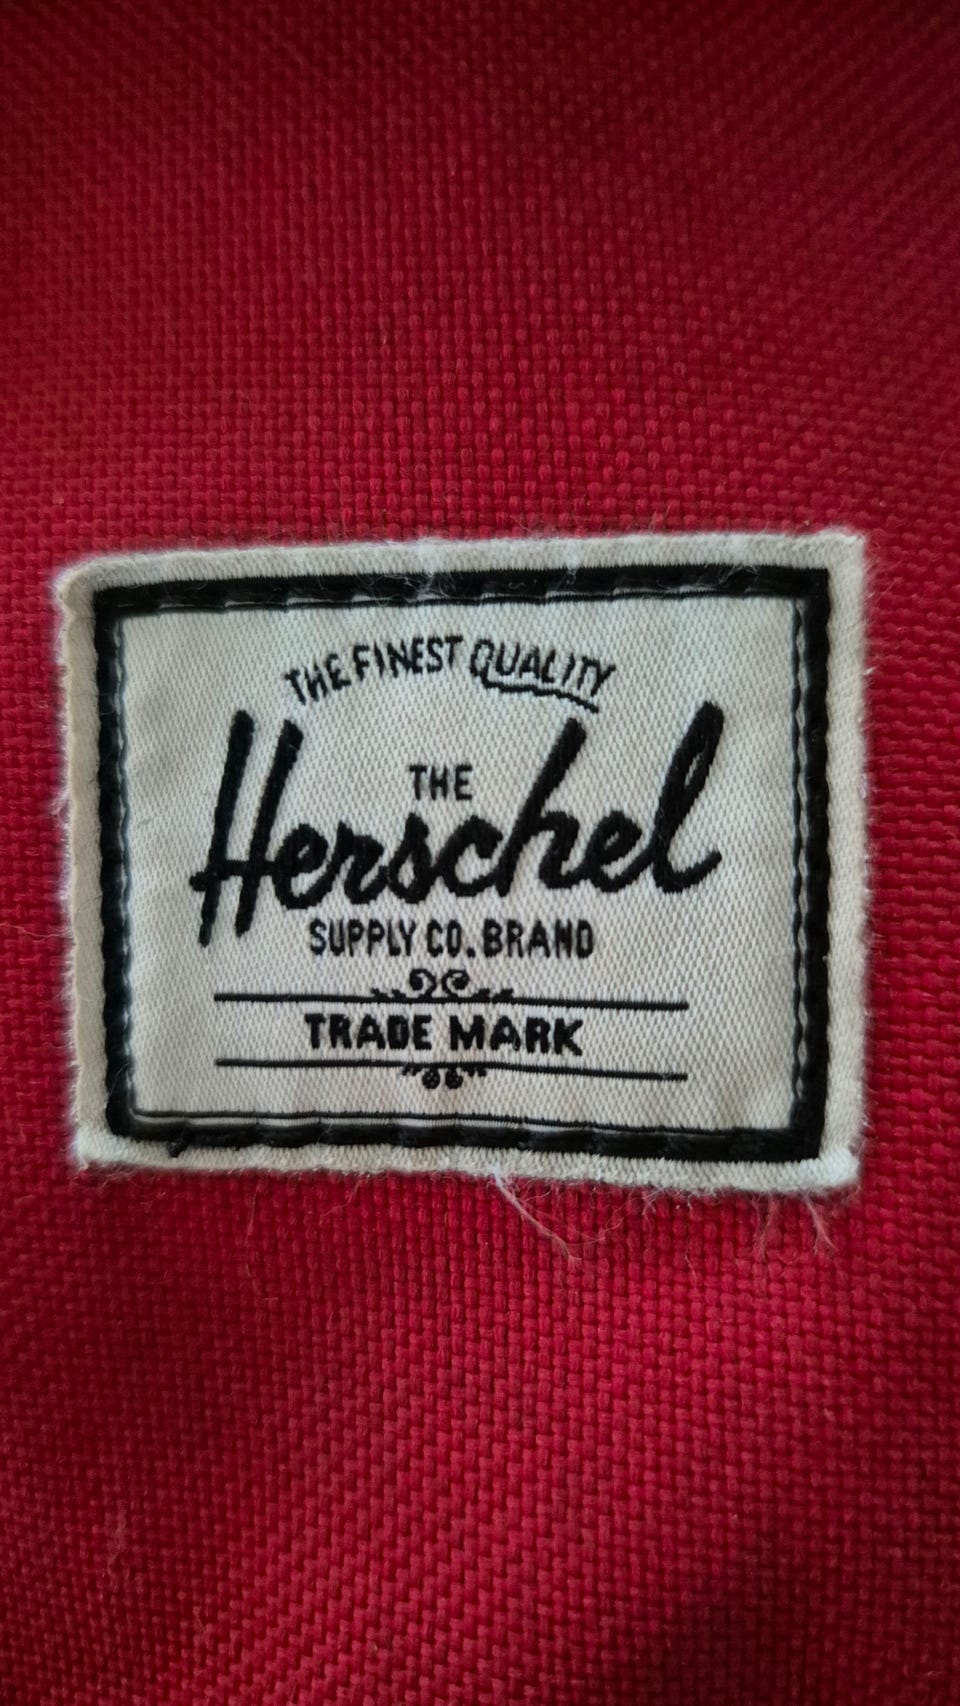 THE FINEST QUALITY
THE
Herschel
SUPPLY CO. BRAND
TRADE MARK